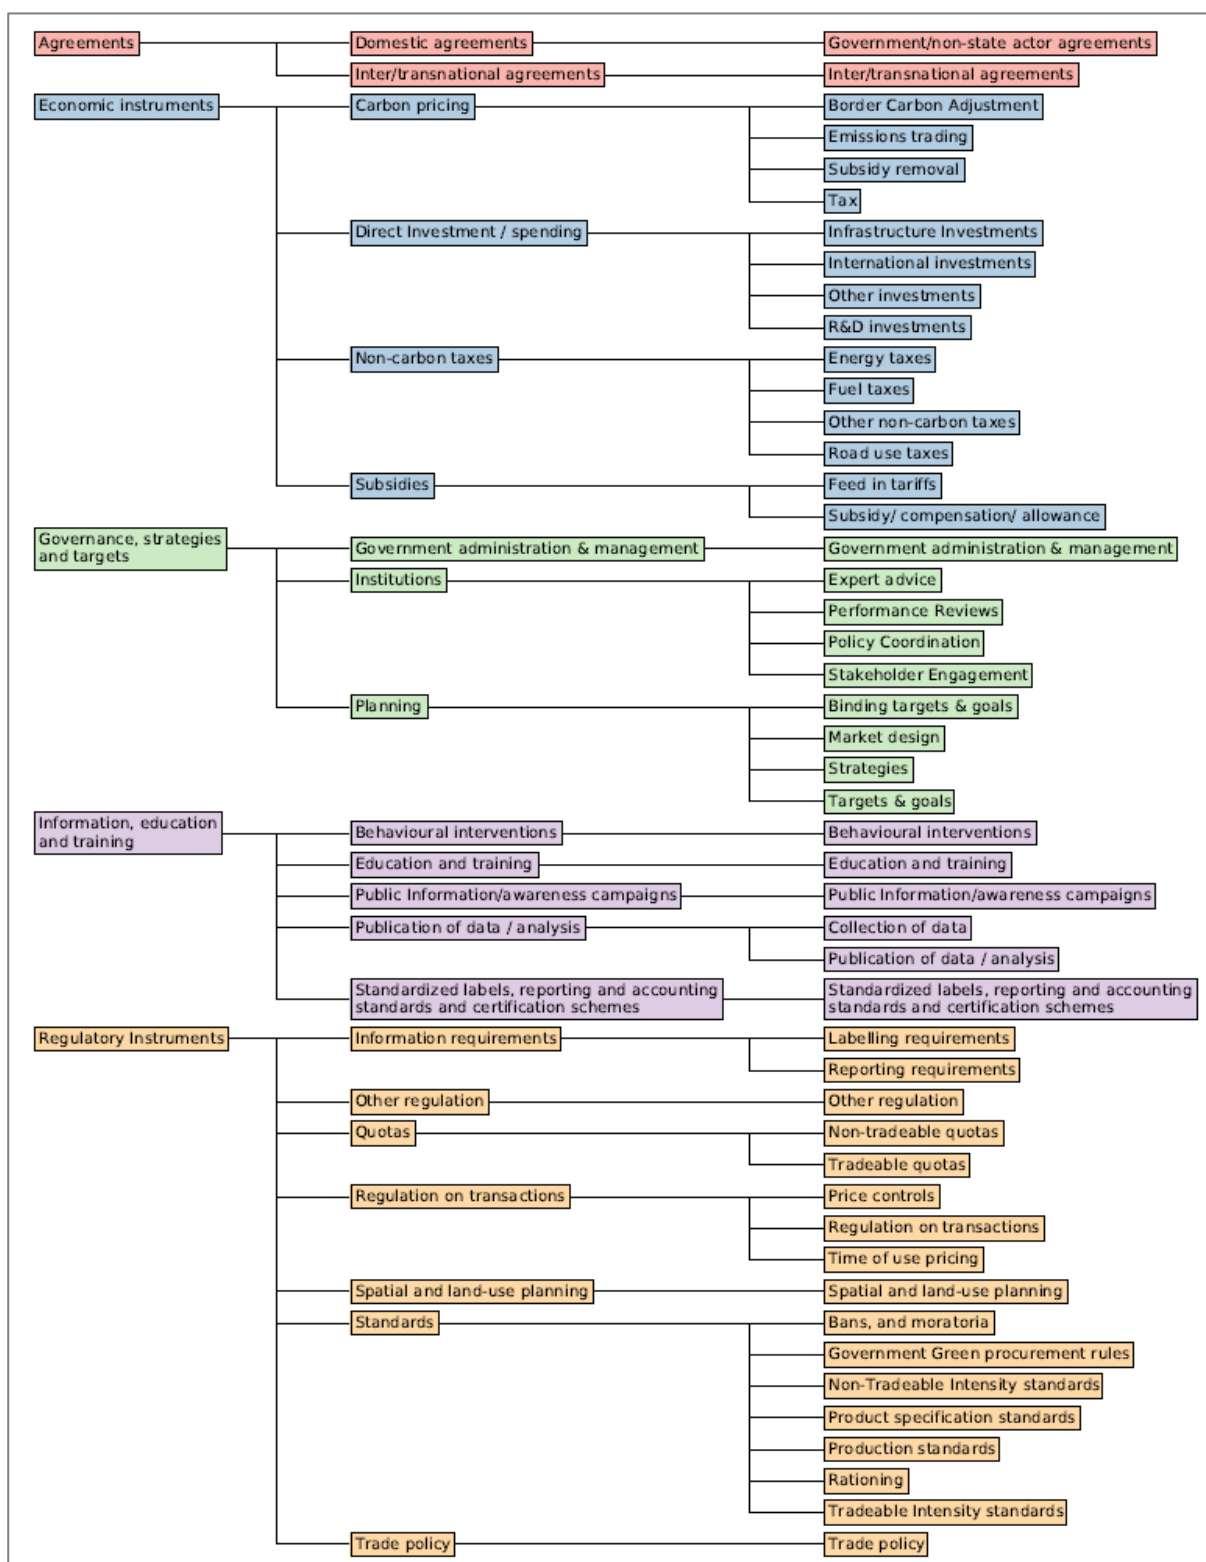 Agreements
Domestic agreements
Government/non-state actor agreements
Inter/transnational agreements
Inter/transnational agreements
Economic instruments
Carbon pricing
Border Carbon Adjustment
Emissions trading
Subsidy removal
Tax
Direct Investment / spending
Infrastructure Investments
International investments
Other investments
R&D investments
Non-carbon taxes
Energy taxes
Fuel taxes
Other non-carbon taxes
Road use taxes
Subsidies
Feed in tariffs
Subsidy/ compensation/ allowance
Governance, strategies
and targets
Government administration & management
Government administration & management
Institutions
Expert advice
Performance Reviews
Policy Coordination
Stakeholder Engagement
Planning
Binding targets & goals
Market design
Strategies
Targets & goals
Information, education
and training
Behavioural interventions
Behavioural interventions
Education and training
Education and training
Public Information/awareness campaigns
Public Information/awareness campaigns
Publication of data / analysis
Collection of data
Publication of data / analysis
Standardized labels, reporting and accounting
standards and certification schemes
Standardized labels, reporting and accounting
standards and certification schemes
Regulatory Instruments
Information requirements
Labelling requirements
Reporting requirements
Other regulation
Other regulation
Quotas
Non-tradeable quotas
Tradeable quotas
Regulation on transactions
Price controls
Regulation on transactions
Time of use pricing
Spatial and land-use planning
Spatial and land-use planning
Standards
Bans, and moratoria
Government Green procurement rules
Non-Tradeable Intensity standards
Product specification standards
Production standards
Rationing
Tradeable Intensity standards
Trade policy
Trade policy